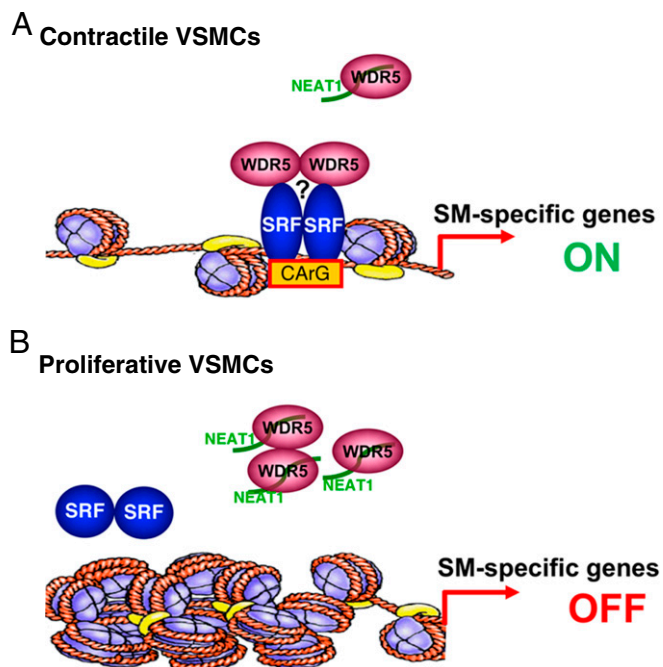 A Contractile VSMCs
NEAT1 WDR5
WDR5 WDR5
?
SRF SRF
SM-specific genes
ON
CArG
B Proliferative VSMCs
NEAT1 WDR5
WDR5
WDR5
NEAT1
NEAT1
SRF SRF
SM-specific genes
OFF